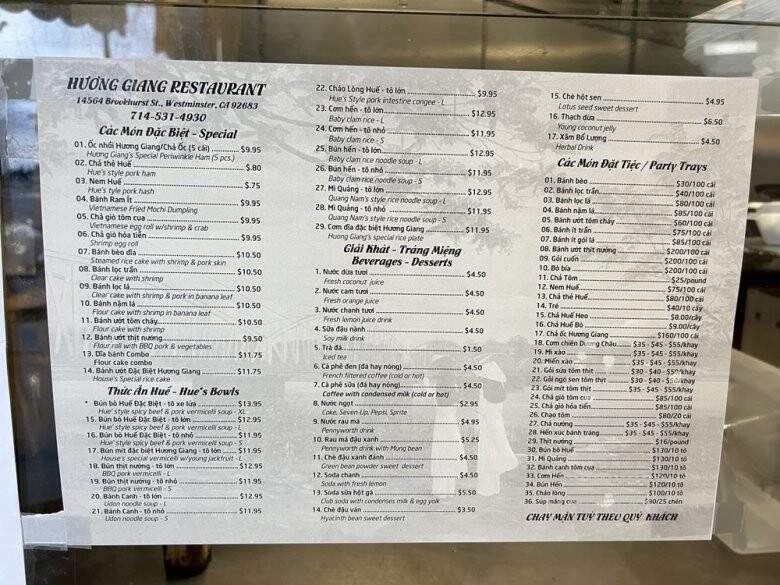 HƯƠNG GIANG RESTAURANT
14564 Brookhurst St., Westminster, CA 92683
714-531-4930
Các Món Đặc Biệt - Special
01. Ốc nhồi Hương Giang/Chả Ốc (5 cái) $9.95
Hương Giang's Special Periwinkle Ham (5 pcs.)
02. Chả thẻ Huế $.80
Hue's style pork ham
03. Nem Huế $.75
Hue's tyle pork hash
04. Bánh Ram Ít $9.95
Vietnamese Fried Mochi Dumpling
05. Chả giò tôm cua $9.95
Vietnamese egg roll w/shrimp & crab
06. Chả giò hỏa tiễn $9.95
Shrimp egg roll
07. Bánh bèo dĩa $10.50
Steamed rice cake with shrimp & pork skin
08. Bánh lọc trần $10.50
Clear cake with shrimp
09. Bánh lọc lá $10.50
Clear cake with shrimp & pork in banana leaf
10. Bánh nậm lá $10.50
Flour cake with shrimp in banana leaf
11. Bánh ướt tôm cháy $10.50
Flour cake with shrimp
12. Bánh ướt thịt nướng $9.50
Flour roll with BBQ pork & vegetables
13. Dĩa bánh Combo $11.75
Flour cake combo
14. Bánh ướt Đặt Biệt Hương Giang $11.75
House's Special rice cake
Thức Ăn Huế - Hue's Bowls
* Bún bò Huế Đặc Biệt - tô xe lửa $13.95
Hue' style spicy beef & pork vermicelli soup - XL
15. Bún bò Huế Đặc Biệt - tô lớn $12.95
Hue' style spicy beef & pork vermicelli soup - L
16. Bún bò Huế Đặc Biệt - tô nhỏ $11.95
Hue' style spicy beef & pork vermicelli soup - S
17. Bún mít đặc biệt Hương Giang - tô lớn $11.95
House's special vermicelli w/young jackfruit - L
18. Bún thịt nướng - tô lớn $12.95
BBQ pork vermicelli - L
19. Bún thịt nướng - tô nhỏ $11.95
BBQ pork vermicelli - S
20. Bánh Canh - tô lớn $12.95
Udon noodle soup - L
21. Bánh Canh - tô nhỏ $11.95
Udon noodle soup - S
22. Cháo Lòng Huế - tô lớn $9.95
Hue's Style pork intestine congee - L
23. Cơm hến - tô lớn $12.95
Baby clam rice - L
24. Cơm hến - tô nhỏ $11.95
Baby clam rice - S
25. Bún hến - tô lớn $12.95
Baby clam rice noodle soup - L
26. Bún hến - tô nhỏ $11.95
Baby clam rice noodle soup - S
27. Mì Quảng - tô lớn $12.95
Quang Nam's style rice noodle soup - L
28. Mì Quảng - tô nhỏ $11.95
Quang Nam's style rice noodle soup - S
29. Cơm dĩa đặc biệt Hương Giang $11.95
Huong Giang's special rice plate
Giải Khát - Tráng Miệng
Beverages - Desserts
1. Nước dừa tươi $4.50
Fresh coconut juice
2. Nước cam tươi $4.50
Fresh orange juice
3. Nước chanh tươi $4.50
Fresh lemon juice drink
4. Sữa đậu nành $4.50
Soy milk drink
5. Trà đá $1.50
Iced tea
6. Cà phê đen (đá hay nóng) $4.50
French filtered coffee (cold or hot)
7. Cà phê sữa (đá hay nóng) $4.50
Coffee with condensed milk (cold or hot)
8. Nước ngọt $2.95
Coke, Seven-Up, Pepsi, Sprite
9. Nước rau má $4.95
Pennyworth drink
10. Rau má đậu xanh $5.25
Pennyworth drink with Mung bean
11. Chè đậu xanh đánh $4.50
Green bean powder sweet dessert
12. Soda chanh $4.50
Soda with fresh lemon
13. Soda sữa hột gà $5.50
Club soda with condensed milk & egg yolk
14. Chè đậu ván $3.50
Hyacinth bean sweet dessert
15. Chè hột sen $4.95
Lotus seed sweet dessert
16. Thạch dừa $6.50
Young coconut jelly
17. Xâm Bổ Lượng $4.50
Herbal Drink
Các Món Đặt Tiệc / Party Trays
01. Bánh bèo $30/100 cái
02. Bánh lọc trần $40/100 cái
03. Bánh lọc lá $80/100 cái
04. Bánh nậm lá $85/100 cái
05. Bánh ướt tôm cháy $60/100 cái
06. Bánh ít trần $75/100 cái
07. Bánh ít gói lá $85/100 cái
08. Bánh ướt thịt nướng $200/100 cái
09. Gỏi cuốn $200/100 cái
10. Bò bía $200/100 cái
11. Chả Tôm $25/pound
12. Nem Huế $75/100 cái
13. Chả thẻ Huế $80/100 cái
14. Tré $40/10 cây
15. Chả Huế Heo $8.00/cây
16. Chả Huế Bò $9.00/cây
17. Chả ốc Hương Giang $160/100 cái
18. Cơm chiên Dương Châu $35 - $45 - $55/khay
19. Mì xào $35 - $45 - $55/khay
20. Miến xào $35 - $45 - $55/khay
21. Gỏi sứa tôm thịt $30 - $40
22. Gỏi ngó sen tôm thịt $30 - $40
23. Gỏi mít tôm thịt $35 - $45 - $55/khay
24. Chả giò tôm cua $85/100 cái
25. Chả giò hỏa tiễn $85/100 cái
26. Chạo tôm $80/20 cái
27. Chả nướng $35 - $45 - $55/khay
28. Hến xúc bánh tráng $35 - $45 - $55/khay
29. Thịt nướng $16/pound
30. Bún bò Huế $130/10 tô
31. Mì Quảng $130/10 tô
32. Bánh canh tôm cua $130/10 tô
33. Cơm Hến $120/10 tô
34. Bún Hến $120/10 tô
35. Cháo lòng $100/10 tô
36. Súp măng cua $90/25 chén
CHAY MẶN TUỲ THEO QUÝ KHÁCH